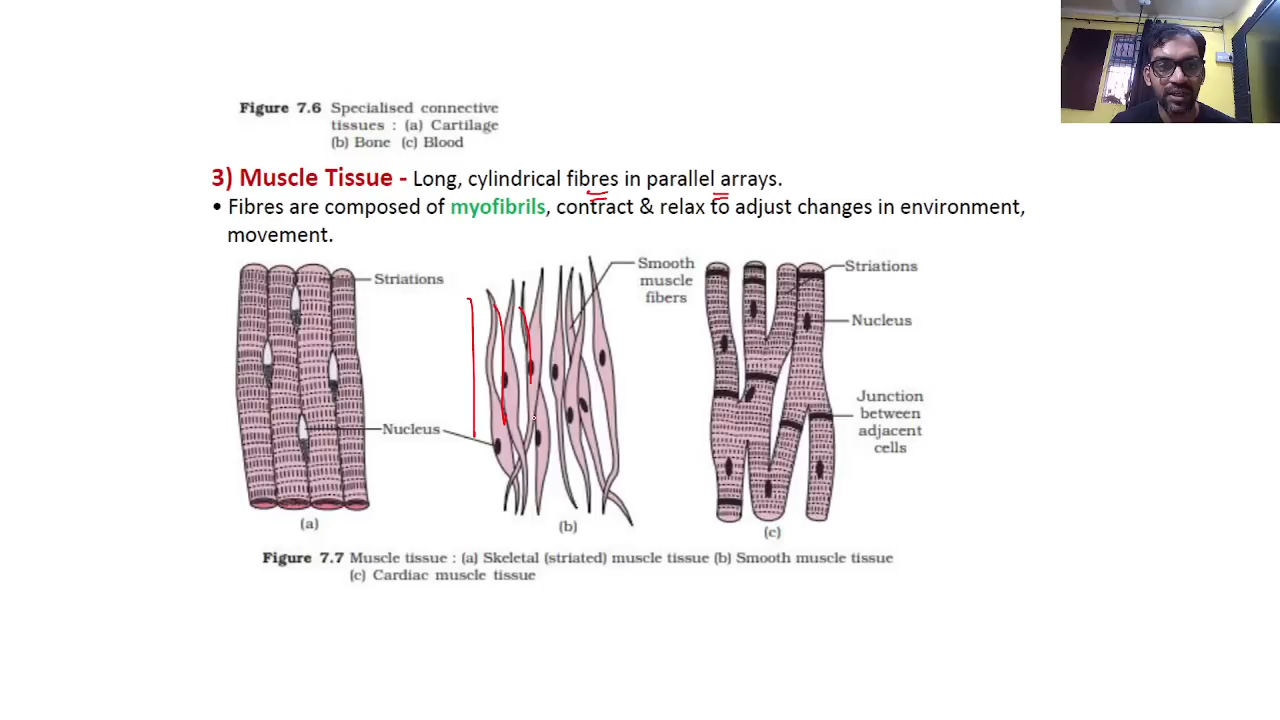 Figure 7.6 Specialised connective
tissues : (a) Cartilage
(b) Bone (c) Blood
3) Muscle Tissue - Long, cylindrical fibres in parallel arrays.
• Fibres are composed of myofibrils, contract & relax to adjust changes in environment,
movement.
Striations
Nucleus
(a)
Smooth
muscle
fibers
(b)
Striations
Nucleus
Junction
between
adjacent
cells
(c)
Figure 7.7 Muscle tissue : (a) Skeletal (striated) muscle tissue (b) Smooth muscle tissue
(c) Cardiac muscle tissue